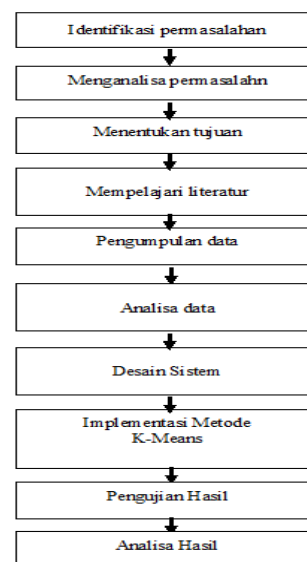 Identifikasi permasalahan
Menganalisa permasalahn
Menentukan tujuan
Mempelajari literatur
Pengumpulan data
Analisa data
Desain Sistem
Implementasi Metode
K-Means
Pengujian Hasil
Analisa Hasil